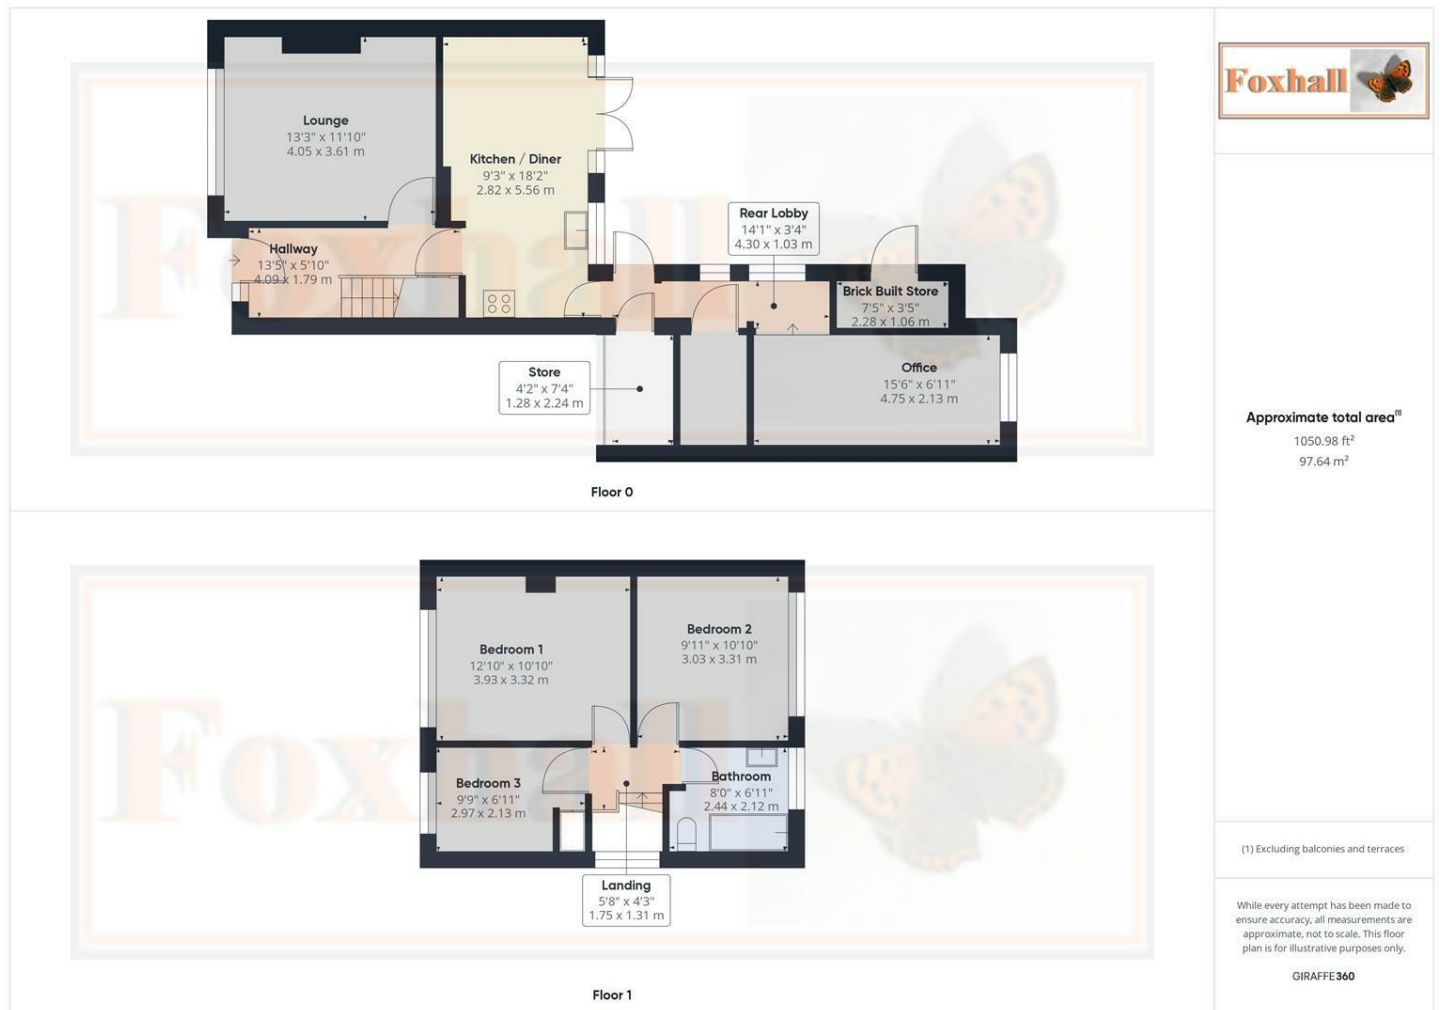 Lounge
13'3" x 11'10"
4.05 x 3.61 m
Kitchen / Diner
9'3" x 18'2"
2.82 x 5.56 m
Hallway
13'5" x 5'10"
4.09 x 1.79 m
Rear Lobby
14'1" x 3'4"
4.30 x 1.03 m
Brick Built Store
7'5" x 3'5"
2.28 x 1.06 m
Store
4'2" x 7'4"
1.28 x 2.24 m
Office
15'6" x 6'11"
4.75 x 2.13 m
Foxhall
Floor 0
Bedroom 1
12'10" x 10'10"
3.93 x 3.32 m
Bedroom 2
9'11" x 10'10"
3.03 x 3.31 m
Bedroom 3
9'9" x 6'11"
2.97 x 2.13 m
Bathroom
8'0" x 6'11"
2.44 x 2.12 m
Landing
5'8" x 4'3"
1.75 x 1.31 m
Foxhall
Floor 1
Foxhall
Approximate total area(1)
1050.98 ft²
97.64 m²
(1) Excluding balconies and terraces
While every attempt has been made to
ensure accuracy, all measurements are
approximate, not to scale. This floor
plan is for illustrative purposes only.
GIRAFFE360